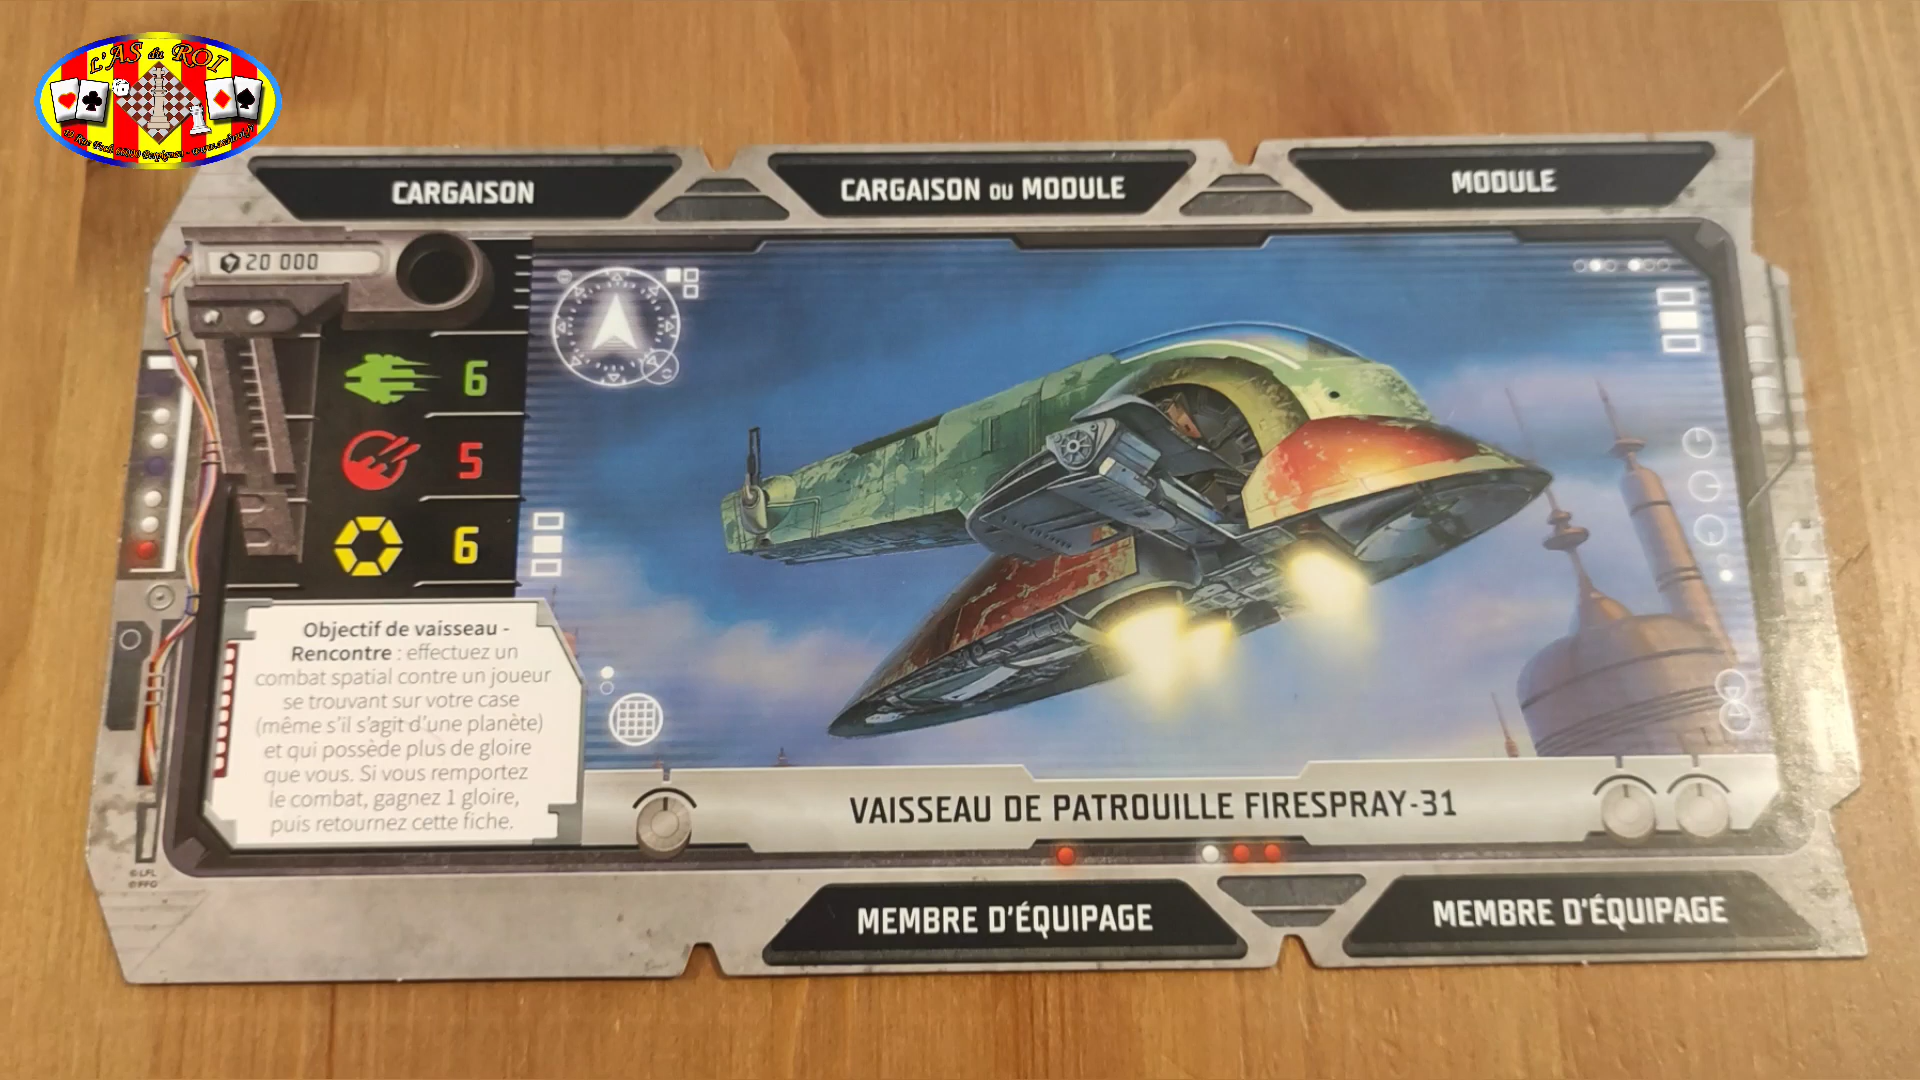 L'AS du ROI
CARGAISON
CARGAISON OU MODULE
MODULE
20 000
6
5
6
Objectif de vaisseau -
Rencontre : effectuez un
combat spatial contre un joueur
se trouvant sur votre case
(même s'il s'agit d'une planète)
et qui possède plus de gloire
que vous. Si vous remportez
le combat, gagnez 1 gloire,
puis retournez cette fiche.
VAISSEAU DE PATROUILLE FIRESPRAY-31
©LFL
©FFG
MEMBRE D'ÉQUIPAGE
MEMBRE D'ÉQUIPAGE